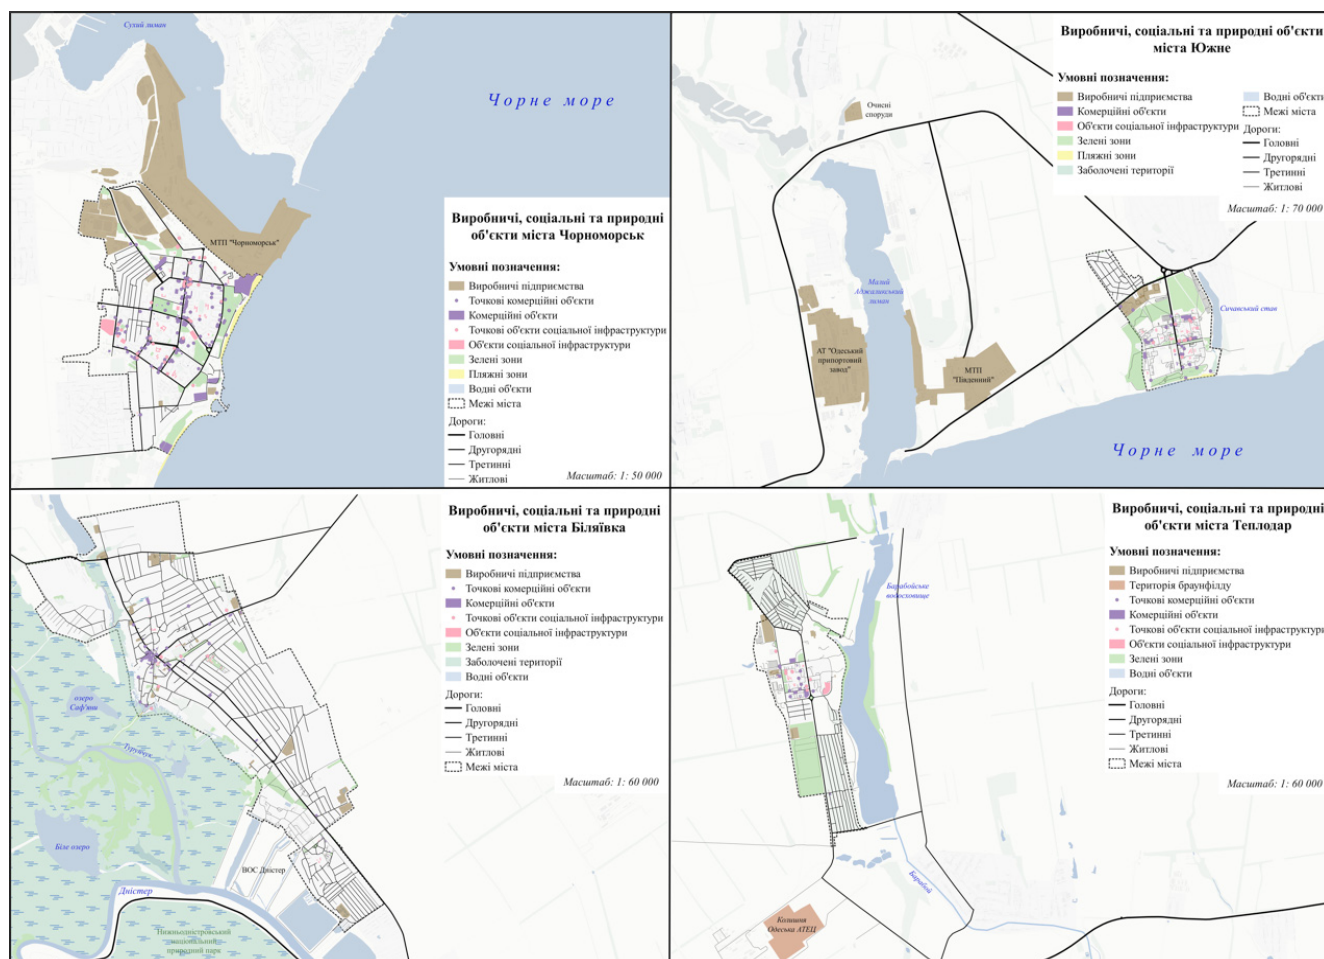 Сухий лиман
Чорне море
МТП "Чорноморськ"
Виробничі, соціальні та природні
об'єкти міста Чорноморськ
Умовні позначення:
Виробничі підприємства
Точкові комерційні об'єкти
Комерційні об'єкти
Точкові об'єкти соціальної інфраструктури
Об'єкти соціальної інфраструктури
Зелені зони
Пляжні зони
Водні об'єкти
Межі міста
Дороги:
Головні
Другорядні
Третинні
Житлові
Масштаб: 1: 50 000
Виробничі, соціальні та природні об'єкти
міста Южне
Умовні позначення:
Виробничі підприємства
Комерційні об'єкти
Об'єкти соціальної інфраструктури
Зелені зони
Пляжні зони
Заболочені території
Водні об'єкти
Межі міста
Дороги:
Головні
Другорядні
Третинні
Житлові
Масштаб: 1: 70 000
Очисні
споруди
Малий
Аджалицький
лиман
Сичавський став
АТ "Одеський
припортовий
завод"
МТП
"Південний"
Чорне море
Виробничі, соціальні та природні
об'єкти міста Біляївка
Умовні позначення:
Виробничі підприємства
Точкові комерційні об'єкти
Комерційні об'єкти
Точкові об'єкти соціальної інфраструктури
Об'єкти соціальної інфраструктури
Зелені зони
Заболочені території
Водні об'єкти
Дороги:
Головні
Другорядні
Третинні
Житлові
Межі міста
Масштаб: 1: 60 000
озеро
Саф'яни
Турунчук
Біле озеро
ВОС Дністер
Дністер
Нижньодністровський
національний
природний парк
Виробничі, соціальні та природні
об'єкти міста Теплодар
Умовні позначення:
Виробничі підприємства
Територія браунфілду
Точкові комерційні об'єкти
Комерційні об'єкти
Точкові об'єкти соціальної інфраструктури
Об'єкти соціальної інфраструктури
Зелені зони
Водні об'єкти
Дороги:
Головні
Другорядні
Третинні
Житлові
Межі міста
Масштаб: 1: 60 000
Барабойське
водосховище
Барабой
Колишня
Одеська АТЕЦ